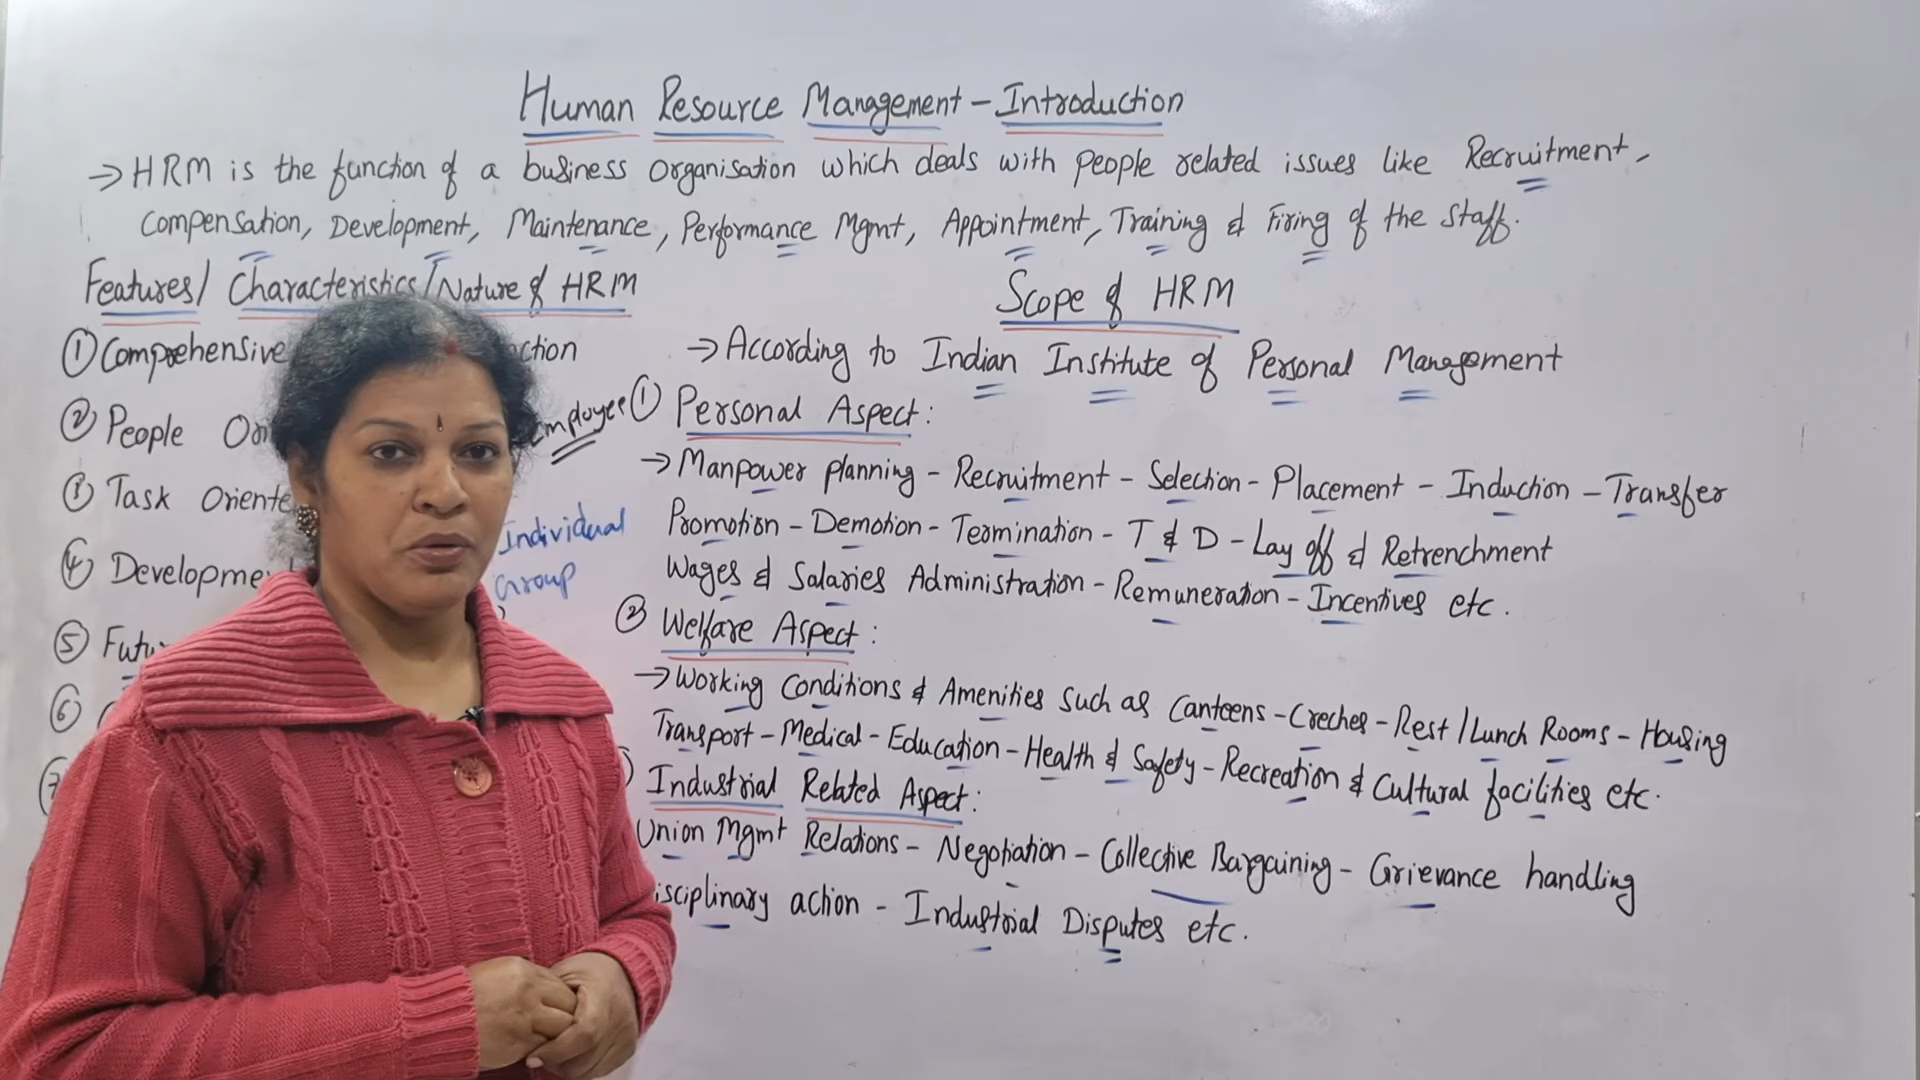 Human Resource Management - Introduction
→ HRM is the function of a business organisation which deals with people related issues like Recruitment,
Compensation, Development, Maintenance, Performance Mgmt, Appointment, Training & Firing of the staff.
Features/ Characteristics/ Nature of HRM
① Comprehensive
② People
Employee
③ Task
Individual
Group
④
⑤
⑥
⑦
Scope of HRM
→ According to Indian Institute of Personal Management
① Personal Aspect:
→ Manpower planning - Recruitment - Selection - Placement - Induction - Transfer
Promotion - Demotion - Termination - T & D - Lay off & Retrenchment
Wages & Salaries Administration - Remuneration - Incentives etc.
② Welfare Aspect:
→ Working Conditions & Amenities such as Canteens - Creches - Rest / Lunch Rooms - Housing
Transport - Medical - Education - Health & Safety - Recreation & Cultural facilities etc.
Industrial Related Aspect:
Union Mgmt Relations - Negotiation - Collective Bargaining - Grievance handling
action - Industrial Disputes etc.